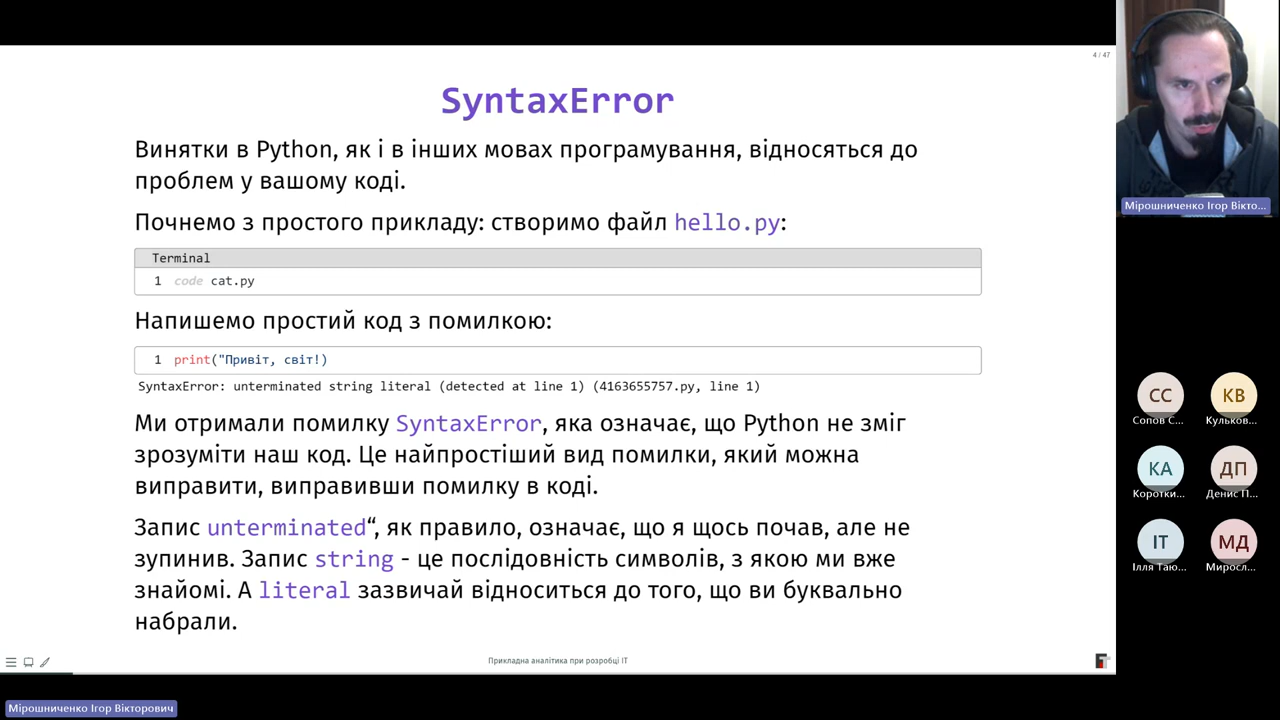 4 / 47
SyntaxError
Винятки в Python, як і в інших мовах програмування, відносяться до
проблем у вашому коді.
Почнемо з простого прикладу: створимо файл hello.py:
Terminal
1 code cat.py
Напишемо простий код з помилкою:
1 print("Привіт, світ!)
SyntaxError: unterminated string literal (detected at line 1) (4163655757.py, line 1)
Ми отримали помилку SyntaxError, яка означає, що Python не зміг
зрозуміти наш код. Це найпростіший вид помилки, який можна
виправити, виправивши помилку в коді.
Запис unterminated“, як правило, означає, що я щось почав, але не
зупинив. Запис string - це послідовність символів, з якою ми вже
знайомі. А literal зазвичай відноситься до того, що ви буквально
набрали.
Прикладна аналітика при розробці ІТ
Мірошниченко Ігор Вікторович
Мірошниченко Ігор Вікто...
СС
КВ
Сопов С...
Кульков...
КА
ДП
Коротки...
Денис П...
ІТ
МД
Ілля Таю...
Миросл...